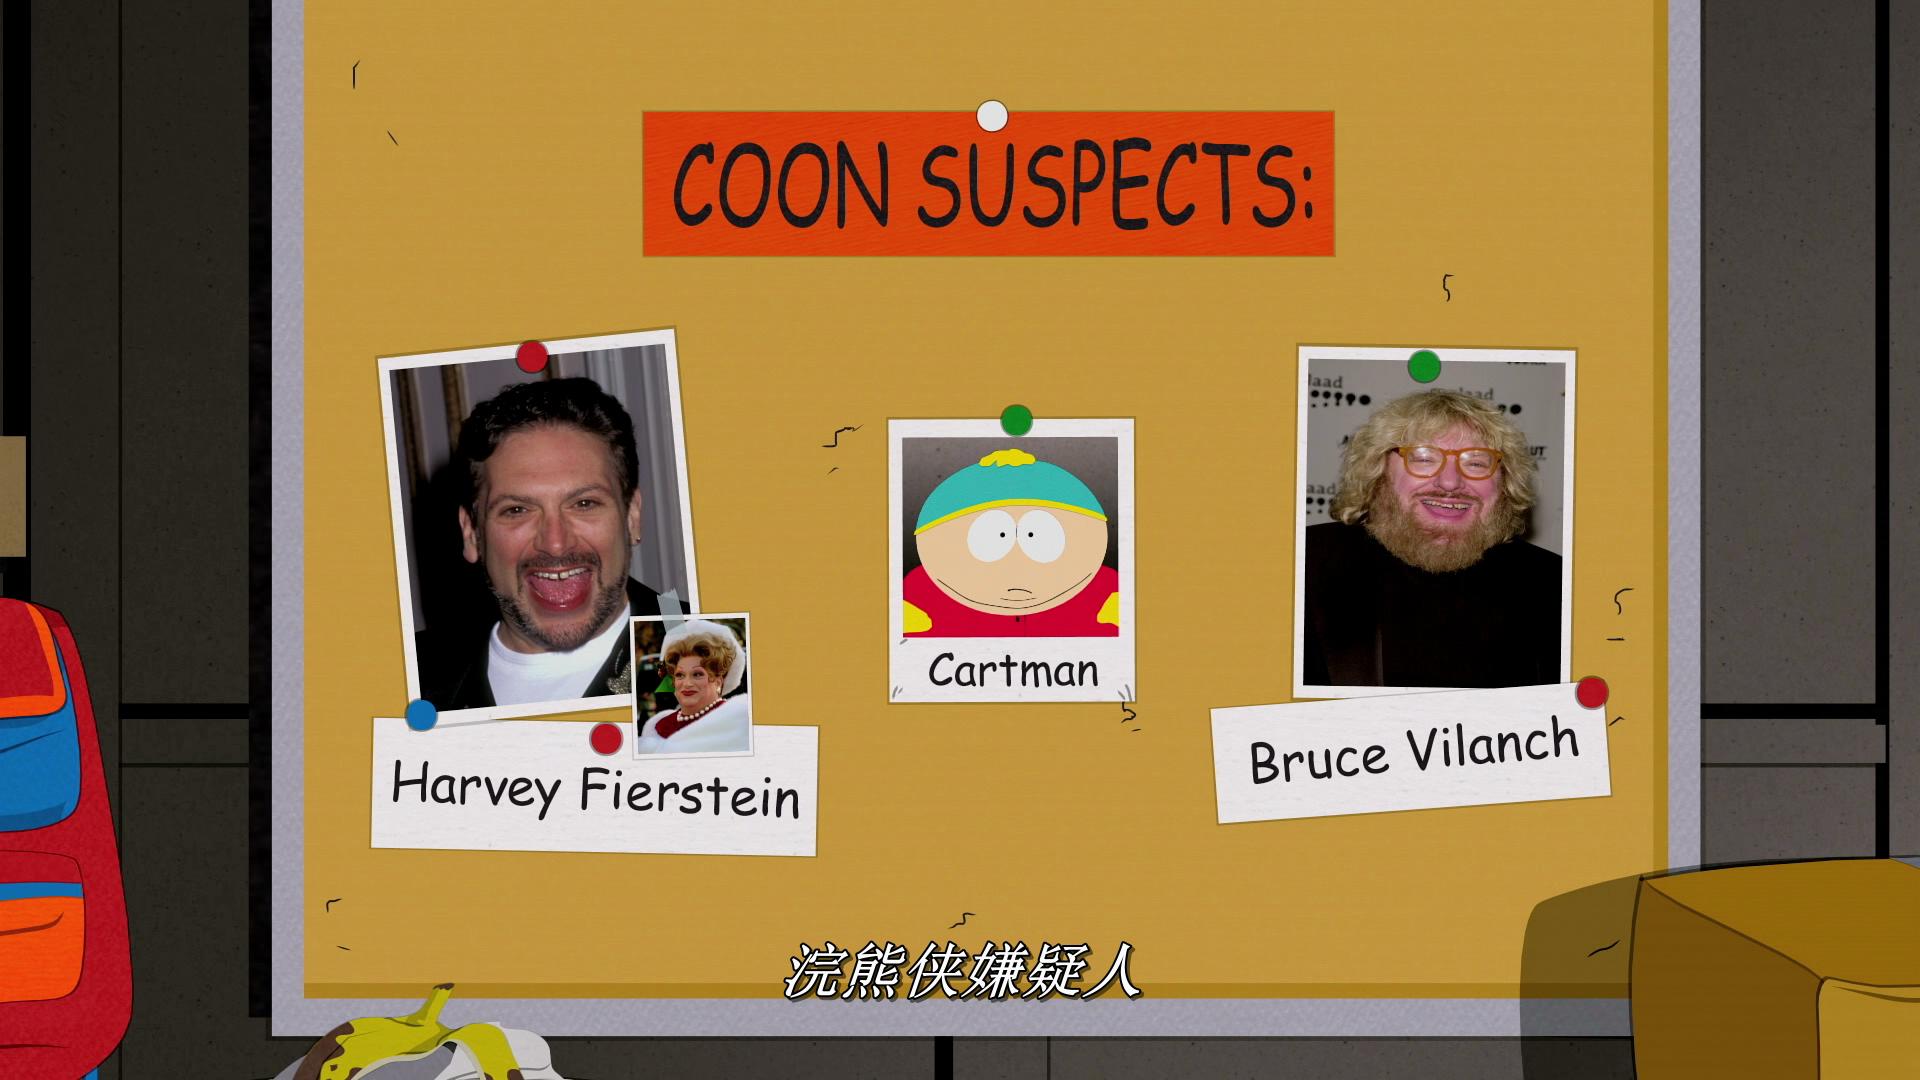 COON SUSPECTS:
Harvey Fierstein
Cartman
Bruce Vilanch
浣熊侠嫌疑人